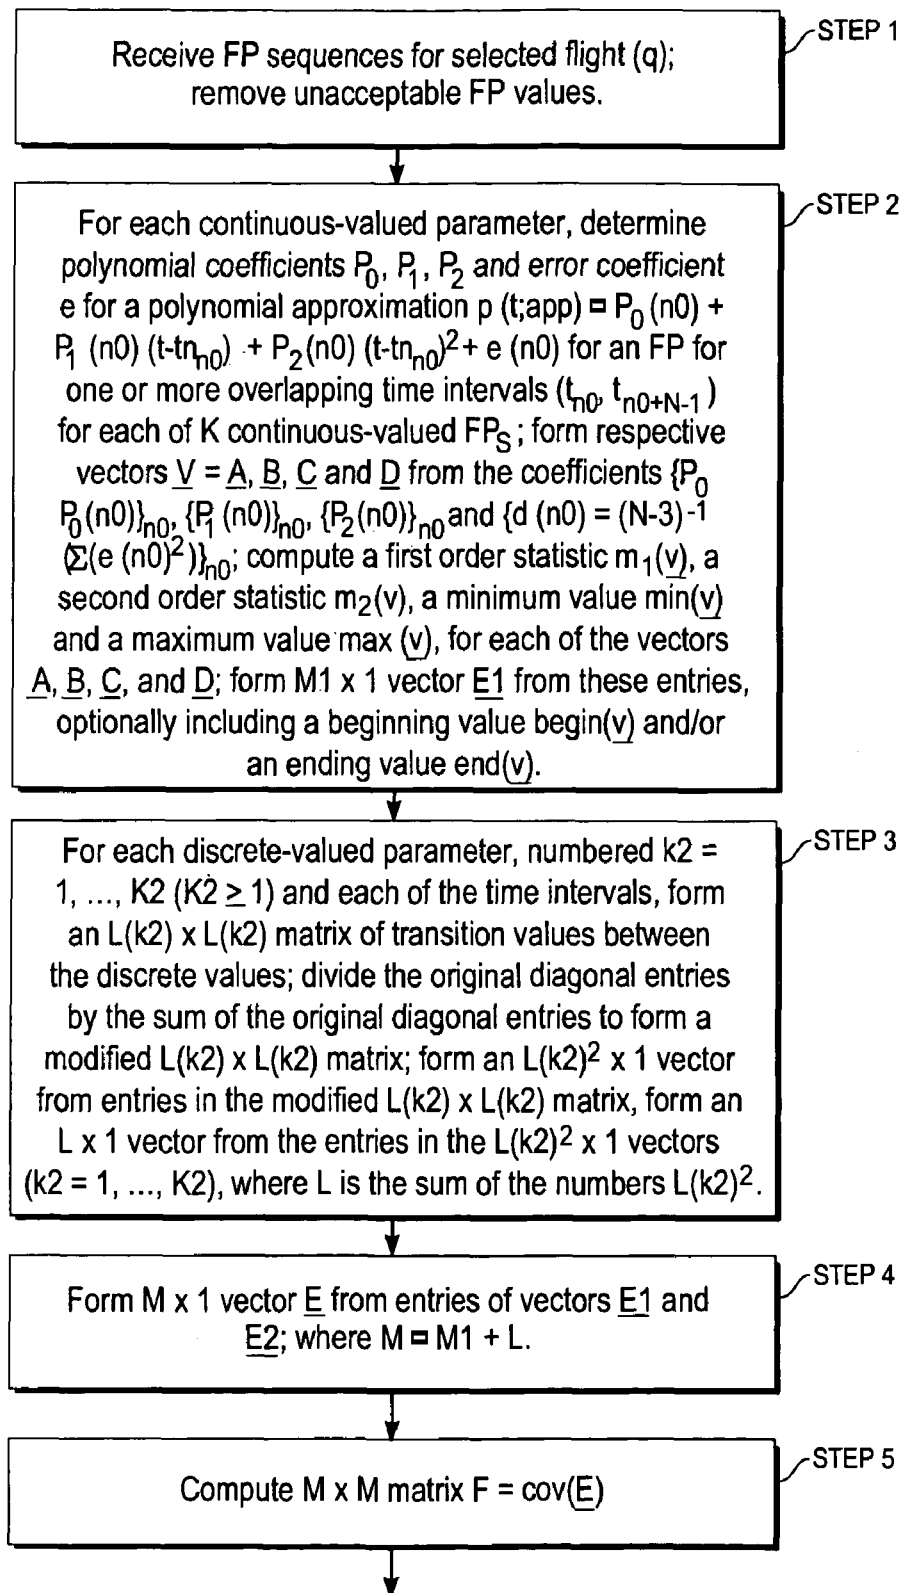 Receive FP sequences for selected flight (q);
remove unacceptable FP values.
STEP 1
For each continuous-valued parameter, determine
polynomial coefficients P₀, P₁, P₂ and error coefficient
e for a polynomial approximation p (t;app) = P₀ (n0) +
P₁ (n0) (t-tn_n0) + P₂(n0) (t-tn_n0)² + e (n0) for an FP for
one or more overlapping time intervals (t_n0, t_n0+N-1)
for each of K continuous-valued FP_S ; form respective
vectors V = A, B, C and D from the coefficients {P₀
P₀(n0)}_n0, {P₁ (n0)}_n0, {P₂(n0)}_n0 and {d (n0) = (N-3)⁻¹
(Σ(e (n0)²)}_n0; compute a first order statistic m₁(v), a
second order statistic m₂(v), a minimum value min(v)
and a maximum value max (v), for each of the vectors
A, B, C, and D; form M1 x 1 vector E1 from these entries,
optionally including a beginning value begin(v) and/or
an ending value end(v).
STEP 2
For each discrete-valued parameter, numbered k2 =
1, ..., K2 (K2 ≥ 1) and each of the time intervals, form
an L(k2) x L(k2) matrix of transition values between
the discrete values; divide the original diagonal entries
by the sum of the original diagonal entries to form a
modified L(k2) x L(k2) matrix; form an L(k2)² x 1 vector
from entries in the modified L(k2) x L(k2) matrix, form an
L x 1 vector from the entries in the L(k2)² x 1 vectors
(k2 = 1, ..., K2), where L is the sum of the numbers L(k2)².
STEP 3
Form M x 1 vector E from entries of vectors E1 and
E2; where M = M1 + L.
STEP 4
Compute M x M matrix F = cov(E)
STEP 5